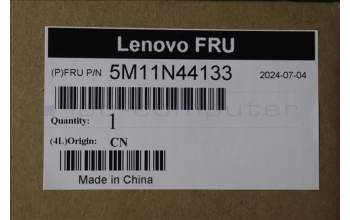 Lenovo FRU
(P)FRU P/N 5M11N44133 2024-07-04
Quantity: 1
(4L)Origin: CN
Made in China